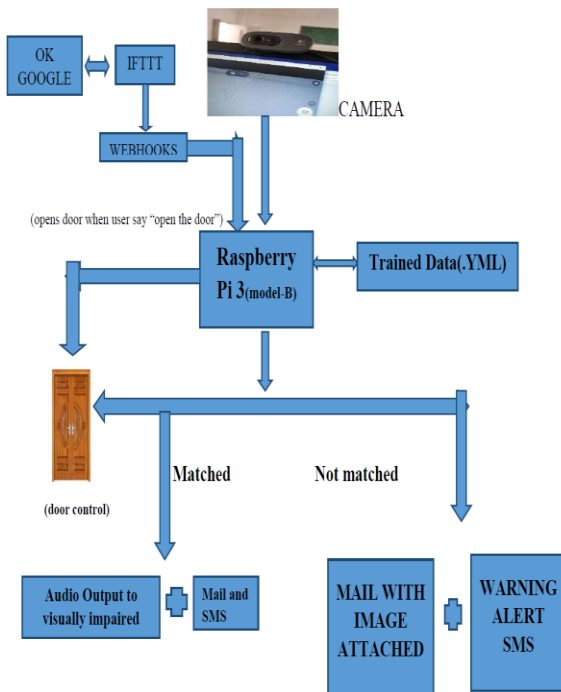 OK
GOOGLE
IFTTT
CAMERA
WEBHOOKS
(opens door when user say “open the door”)
Raspberry
Pi 3(model-B)
Trained Data(.YML)
Matched
Not matched
(door control)
Audio Output to
visually impaired
Mail and
SMS
MAIL WITH
IMAGE
ATTACHED
WARNING
ALERT
SMS